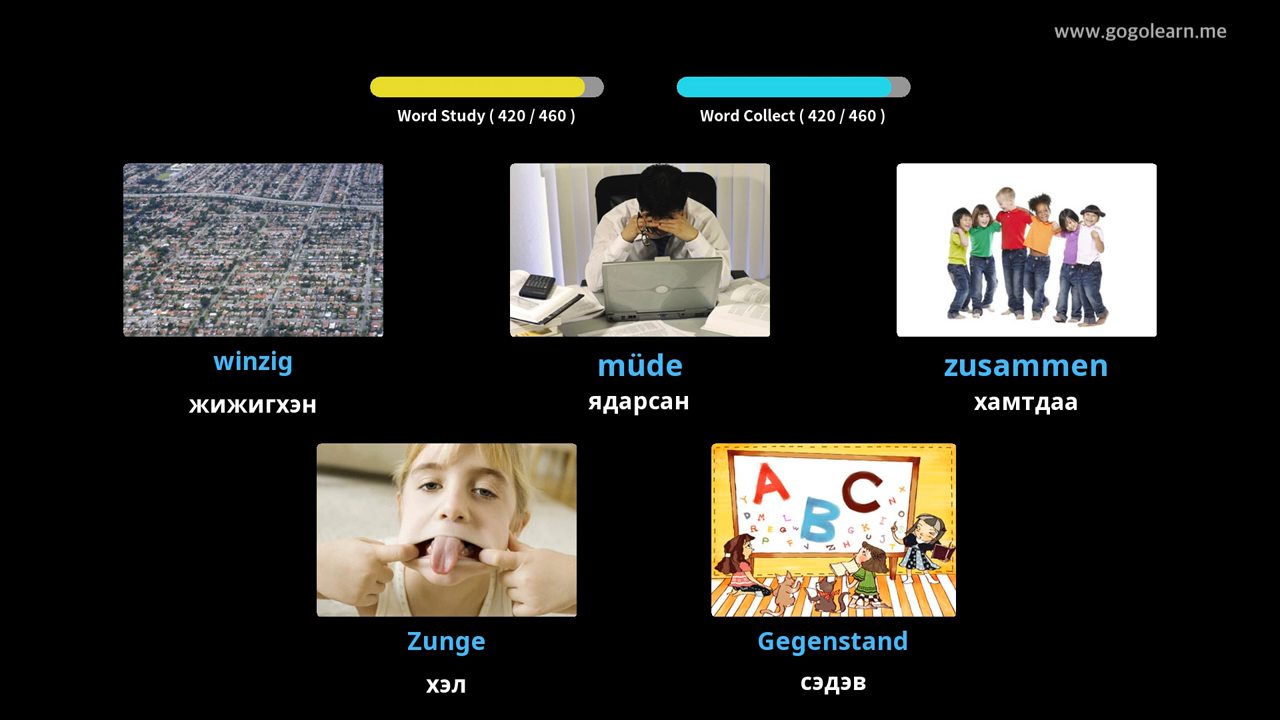 www.gogolearn.me
Word Study ( 420 / 460 )
Word Collect ( 420 / 460 )
winzig
müde
zusammen
жижигхэн
ядарсан
хамтдаа
A B C
Zunge
Gegenstand
хэл
сэдэв